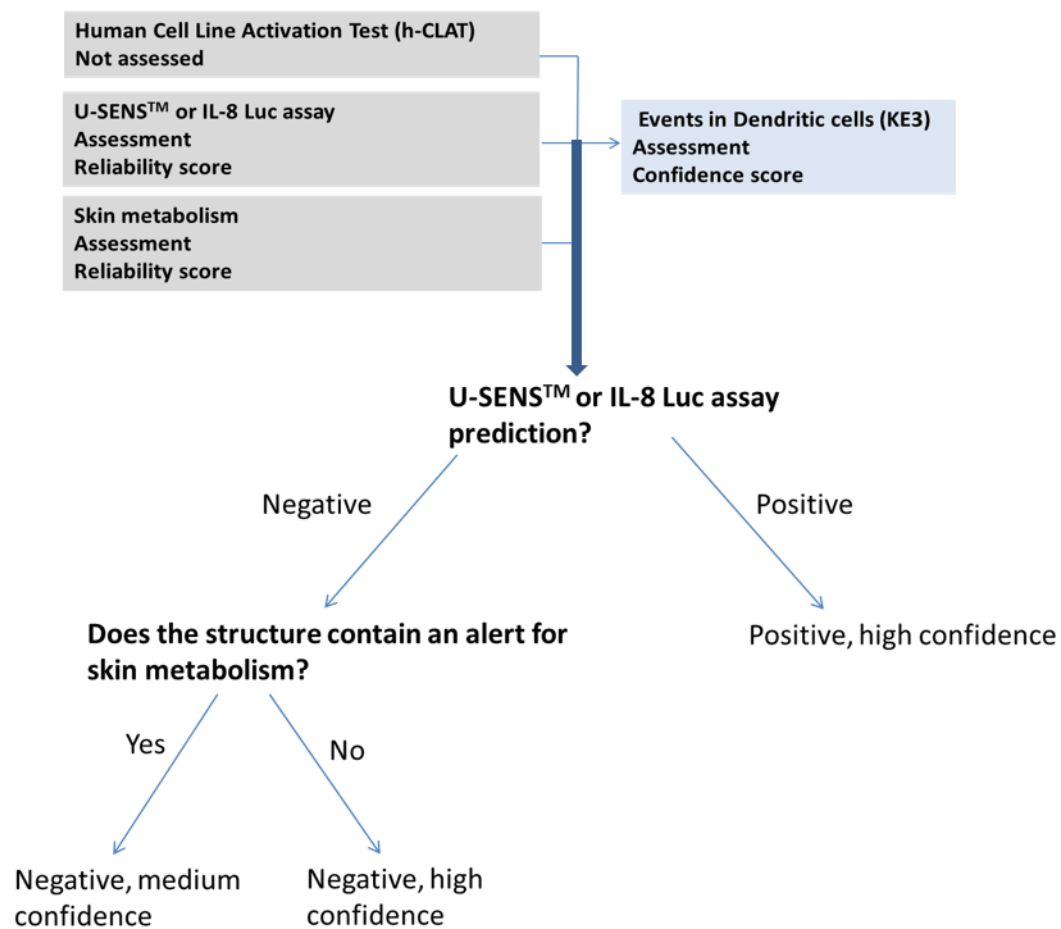 Human Cell Line Activation Test (h-CLAT)
Not assessed
U-SENS™ or IL-8 Luc assay
Assessment
Reliability score
Events in Dendritic cells (KE3)
Assessment
Confidence score
Skin metabolism
Assessment
Reliability score
U-SENS™ or IL-8 Luc assay
prediction?
Negative
Positive
Does the structure contain an alert for
skin metabolism?
Positive, high confidence
Yes
No
Negative, medium
confidence
Negative, high
confidence